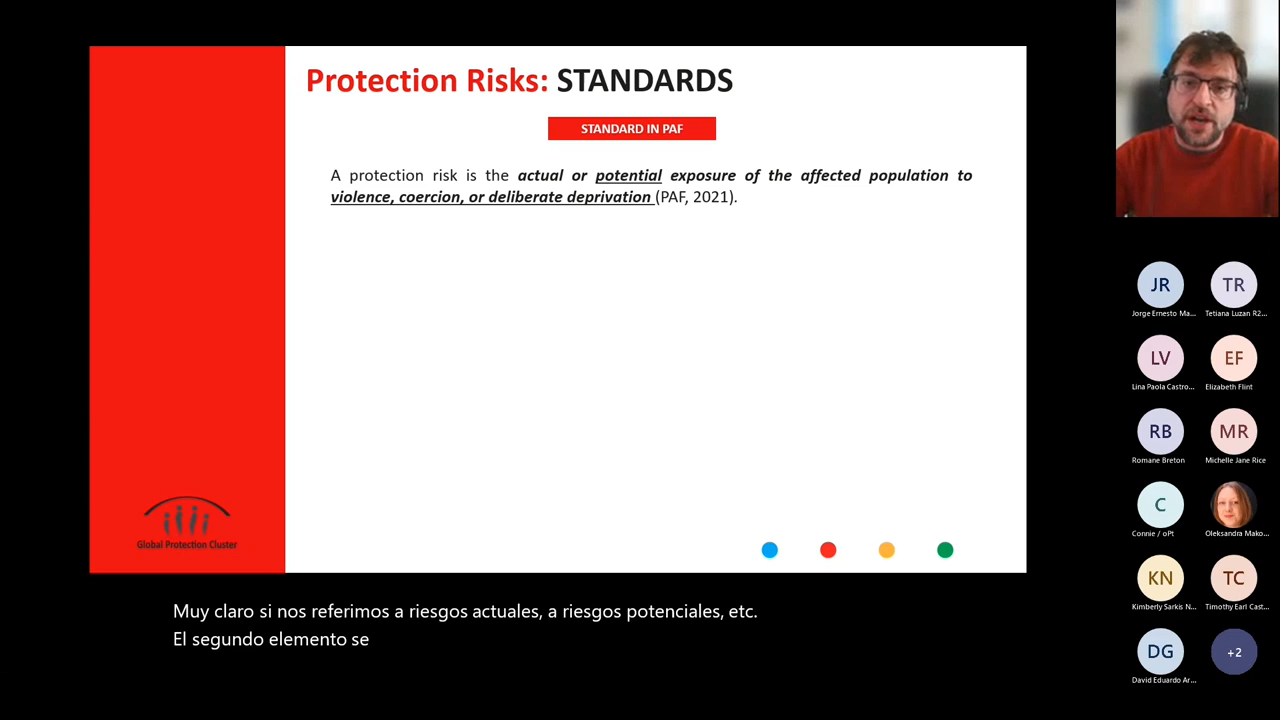 Protection Risks: STANDARDS
STANDARD IN PAF
A protection risk is the actual or potential exposure of the affected population to
violence, coercion, or deliberate deprivation (PAF, 2021).
Global Protection Cluster
Muy claro si nos referimos a riesgos actuales, a riesgos potenciales, etc.
El segundo elemento se
JR
TR
Jorge Ernesto Ma...
Tetiana Luzan R2...
LV
EF
Lina Paola Castro...
Elizabeth Flint
RB
MR
Romane Breton
Michelle Jane Rice
C
Connie / oPt
Oleksandra Mako...
KN
TC
Kimberly Sarkis N...
Timothy Earl Cast...
DG
+2
David Eduardo Ar...